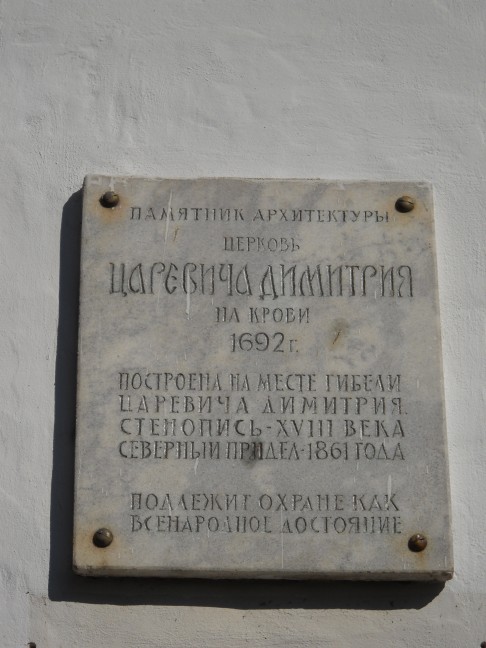 ПАМЯТНИК АРХИТЕКТУРЫ
ЦЕРКОВЬ
ЦАРЕВИЧА ДИМИТРИЯ
НА КРОВИ
1692 г.
ПОСТРОЕНА НА МЕСТЕ ГИБЕЛИ
ЦАРЕВИЧА ДИМИТРИЯ.
СТЕНОПИСЬ-XVIII ВЕКА
СЕВЕРНЫЙ ПРИДЕЛ-1861 ГОДА
ПОДЛЕЖИТ ОХРАНЕ КАК
ВСЕНАРОДНОЕ ДОСТОЯНИЕ